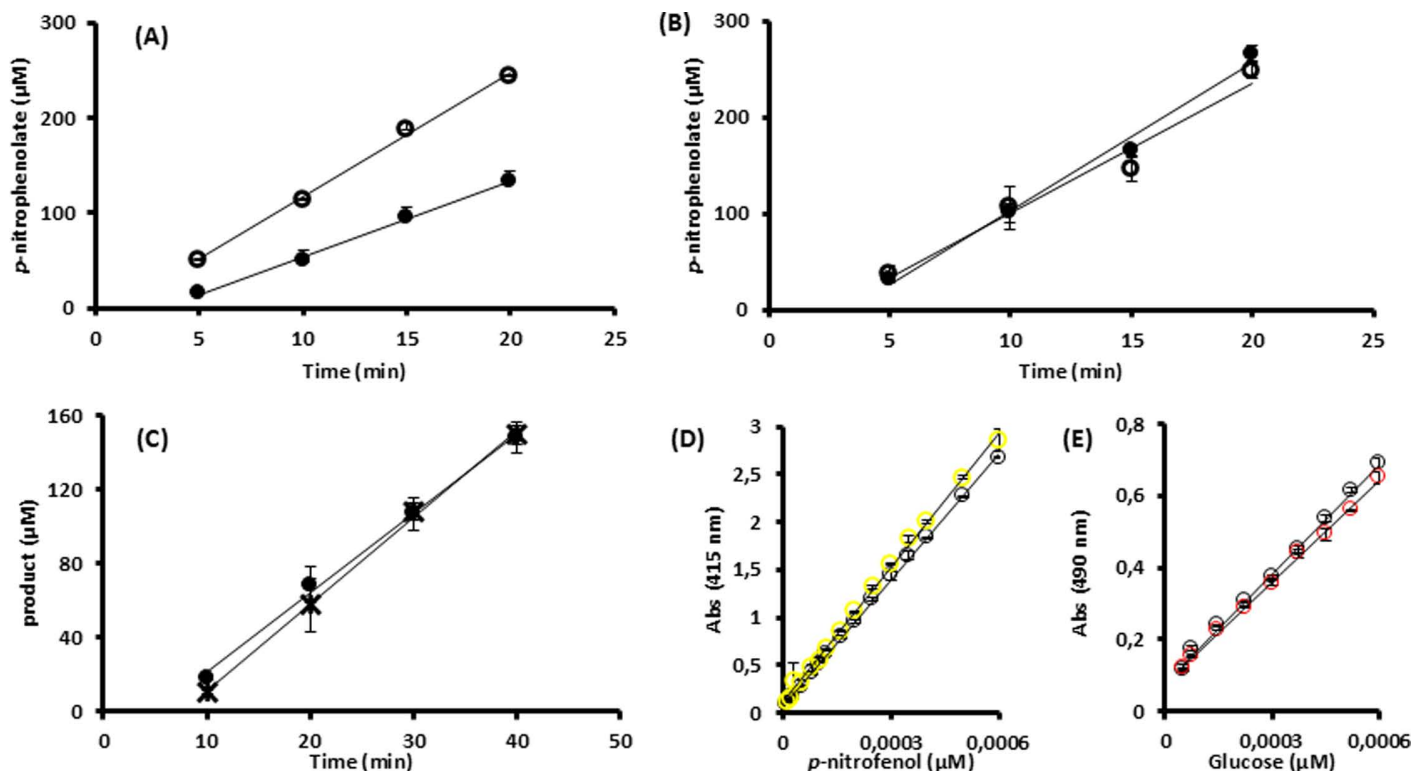 (A)
p-nitrophenolate (µM)
300
200
100
0
0 5 10 15 20 25
Time (min)
(B)
p-nitrophenolate (µM)
300
200
100
0
0 5 10 15 20 25
Time (min)
(C)
product (µM)
160
120
80
40
0
0 10 20 30 40 50
Time (min)
(D)
Abs (415 nm)
3
2,5
2
1,5
1
0,5
0
0 0,0003 0,0006
p-nitrofenol (µM)
(E)
Abs (490 nm)
0,8
0,6
0,4
0,2
0
0 0,0003 0,0006
Glucose (µM)